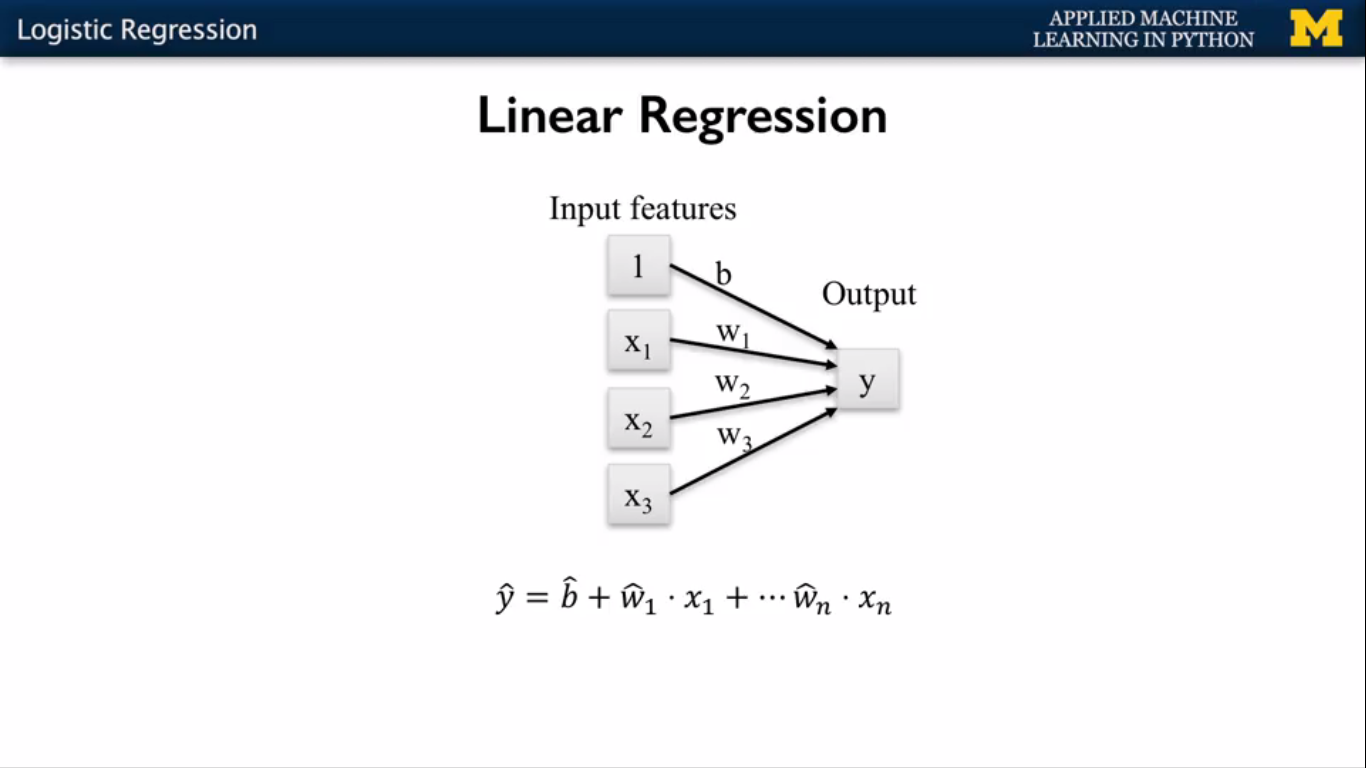 Logistic Regression
APPLIED MACHINE
LEARNING IN PYTHON
M
Linear Regression
Input features
1
b
Output
x₁
w₁
w₂
y
x₂
w₃
x₃
ŷ = b̂ + ŵ₁ · x₁ + ⋯ ŵₙ · xₙ